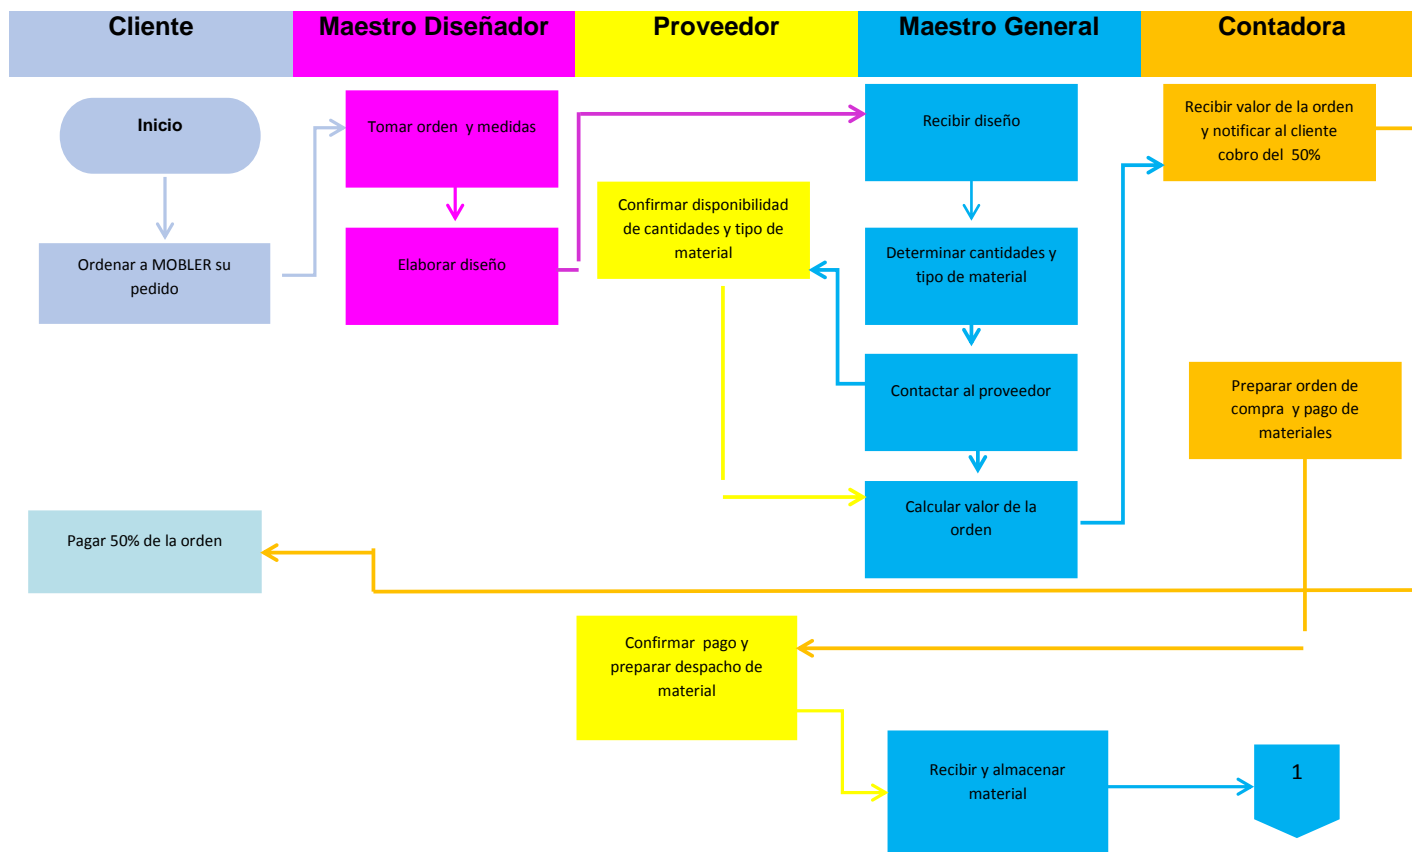 Cliente
Maestro Diseñador
Proveedor
Maestro General
Contadora
Inicio
Tomar orden y medidas
Recibir diseño
Recibir valor de la orden
y notificar al cliente
cobro del 50%
Confirmar disponibilidad
de cantidades y tipo de
material
Ordenar a MOBLER su
pedido
Elaborar diseño
Determinar cantidades y
tipo de material
Contactar al proveedor
Preparar orden de
compra y pago de
materiales
Calcular valor de la
orden
Pagar 50% de la orden
Confirmar pago y
preparar despacho de
material
Recibir y almacenar
material
1